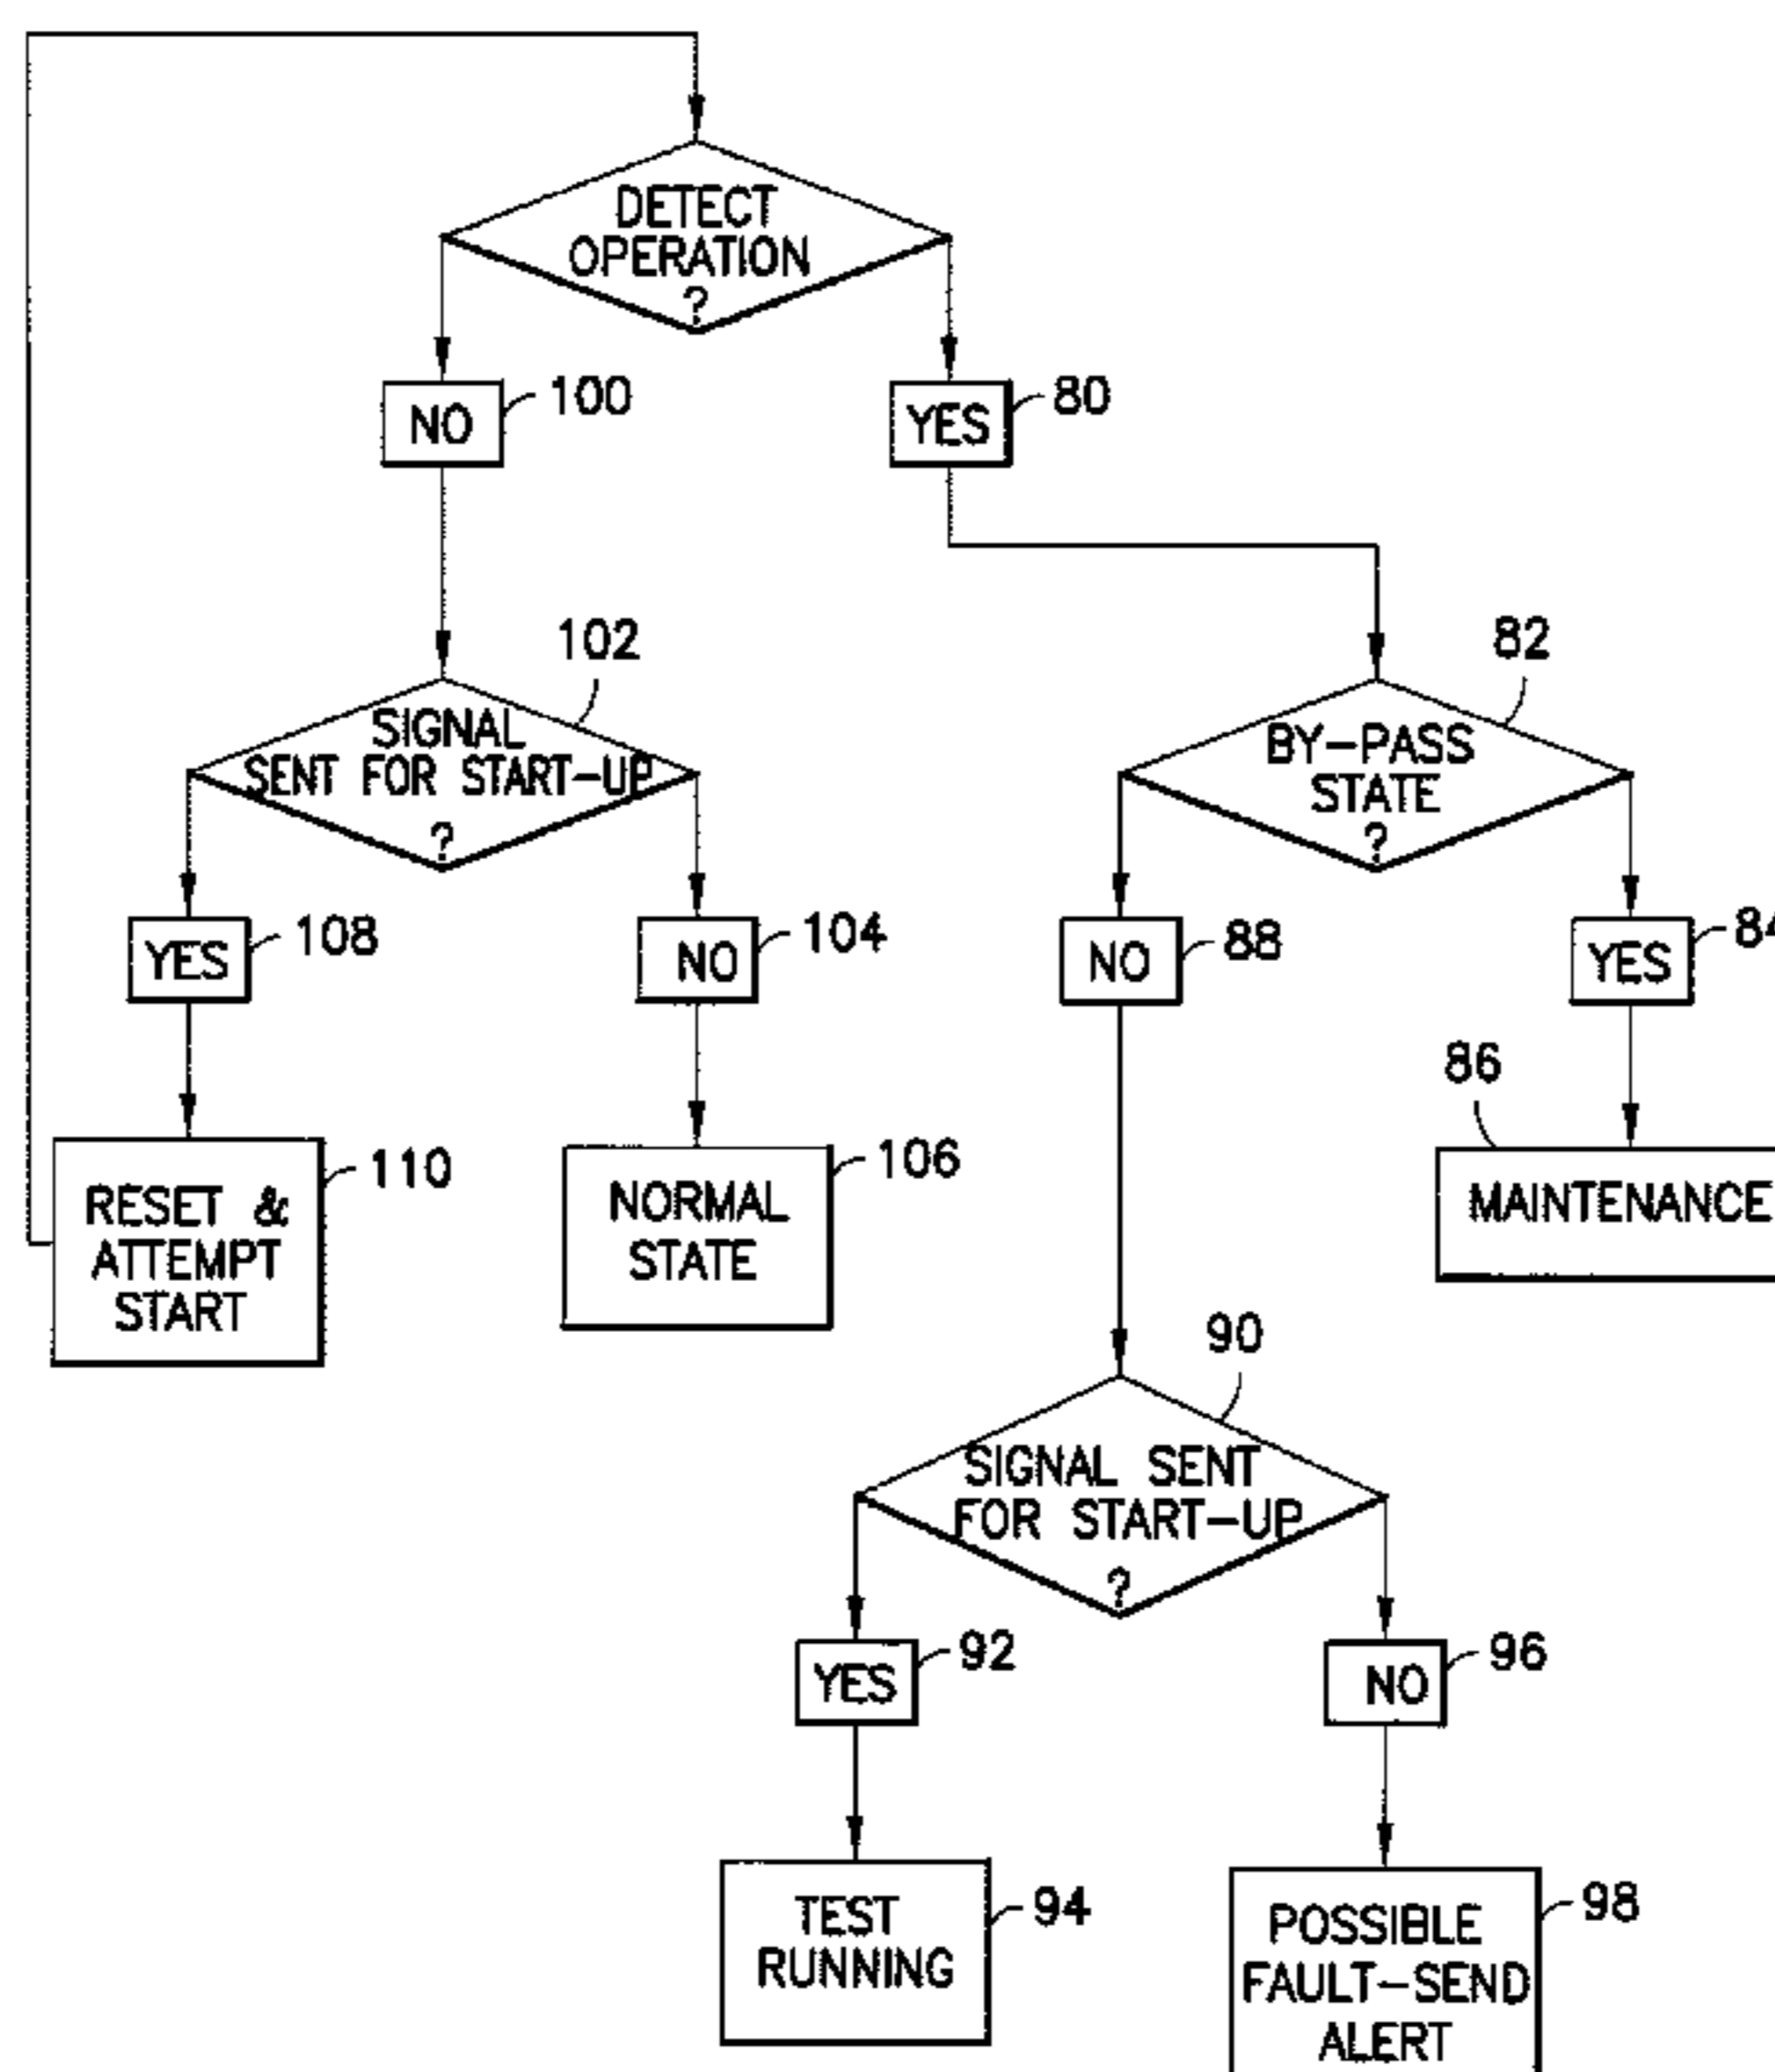 DETECT
OPERATION
?
NO
100
YES
80
102
SIGNAL
SENT FOR START-UP
?
82
BY-PASS
STATE
?
YES
108
NO
104
NO
88
YES
84
RESET &
ATTEMPT
START
110
NORMAL
STATE
106
86
MAINTENANCE
90
SIGNAL SENT
FOR START-UP
?
YES
92
NO
96
TEST
RUNNING
94
POSSIBLE
FAULT-SEND
ALERT
98